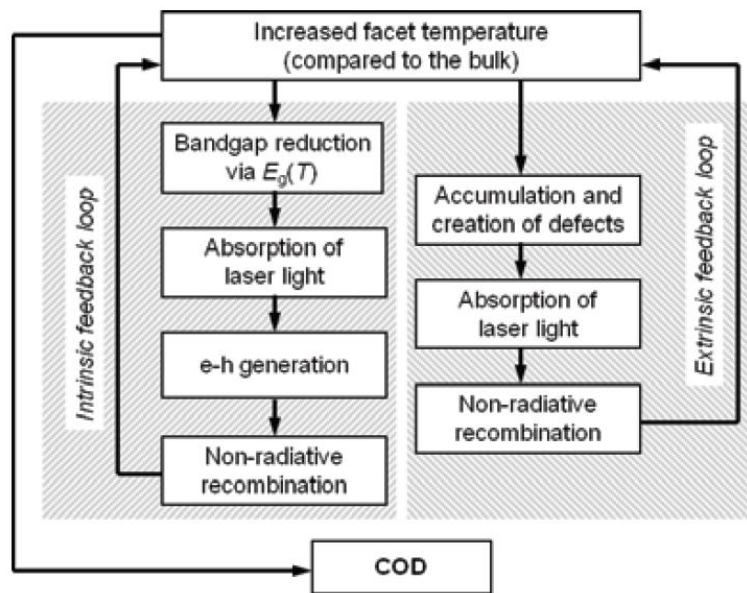 Increased facet temperature
(compared to the bulk)
Intrinsic feedback loop
Bandgap reduction
via E_g(T)
Absorption of
laser light
e-h generation
Non-radiative
recombination
Accumulation and
creation of defects
Absorption of
laser light
Non-radiative
recombination
Extrinsic feedback loop
COD